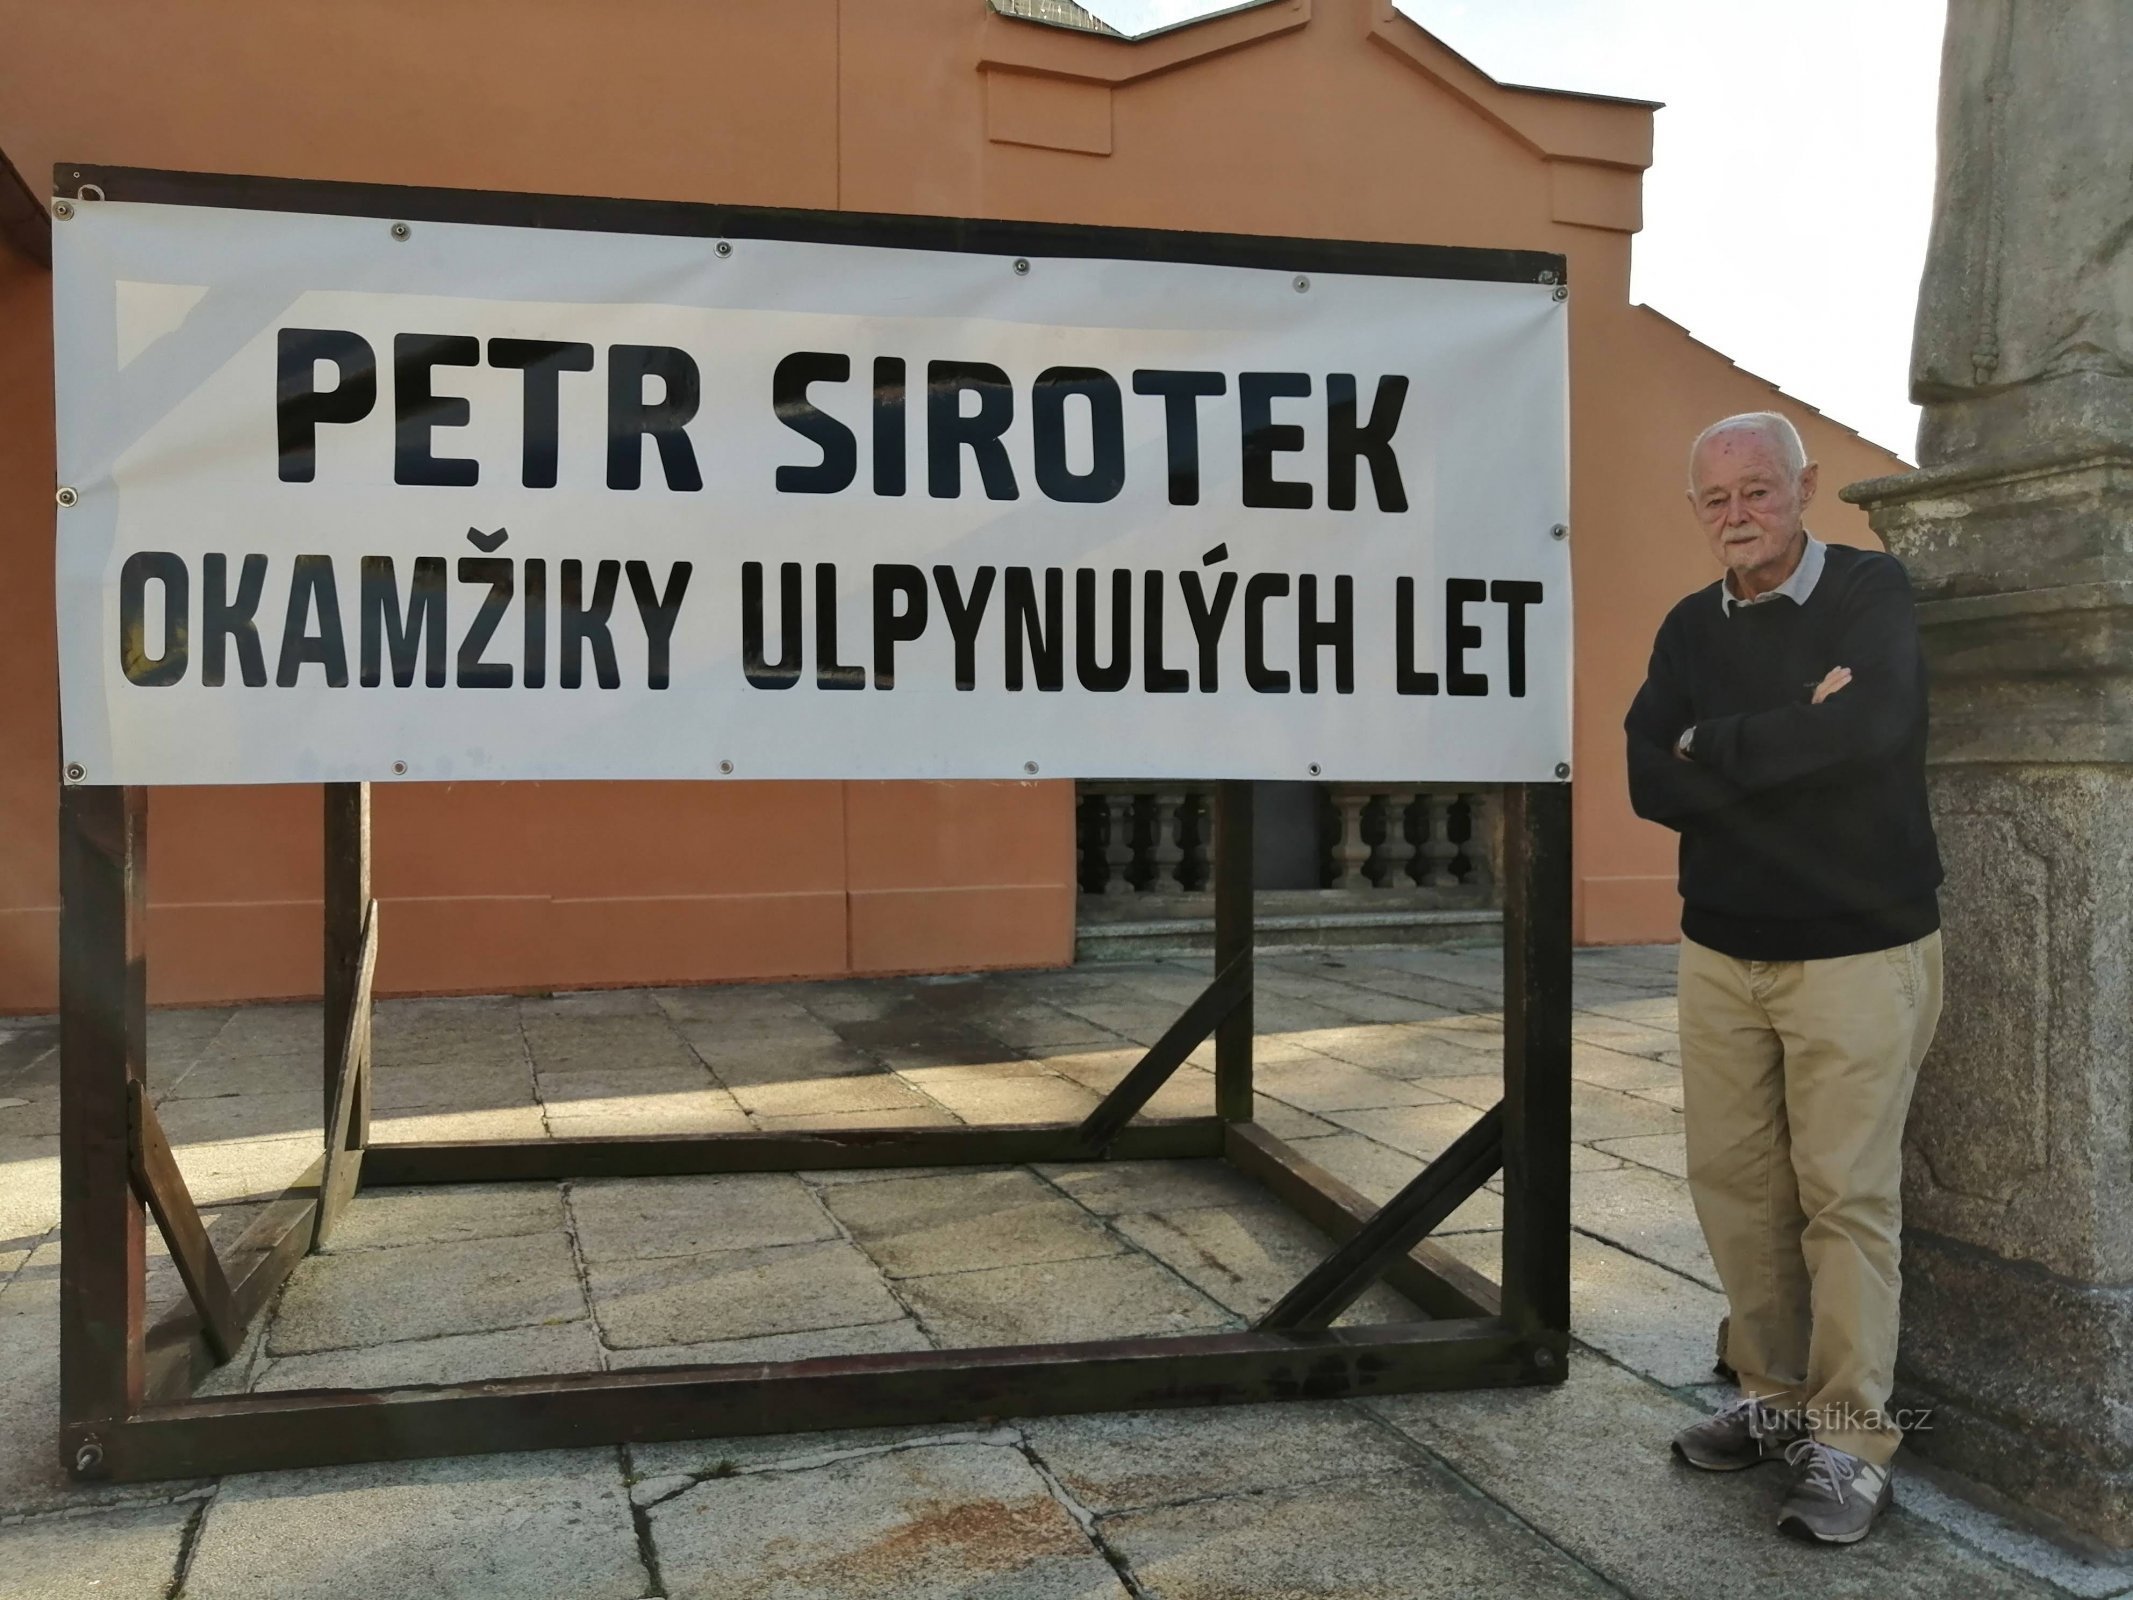 PETR SIROTEK
OKAMŽIKY ULPYNULÝCH LET
Turistika.cz
N